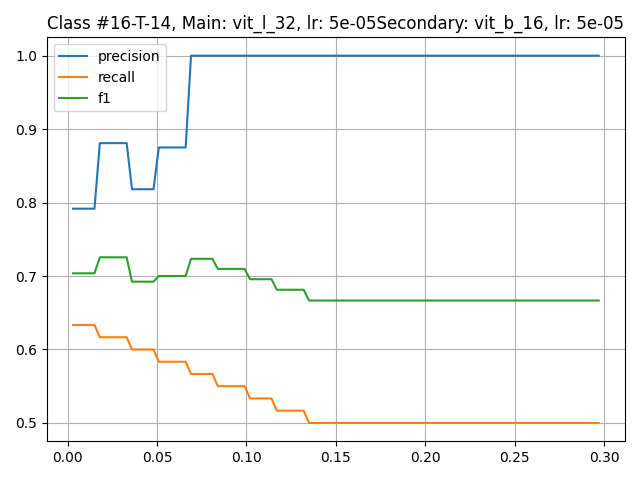 Class #16-T-14, Main: vit_l_32, lr: 5e-05Secondary: vit_b_16, lr: 5e-05
precision
recall
f1
1.0
0.9
0.8
0.7
0.6
0.5
0.00 0.05 0.10 0.15 0.20 0.25 0.30